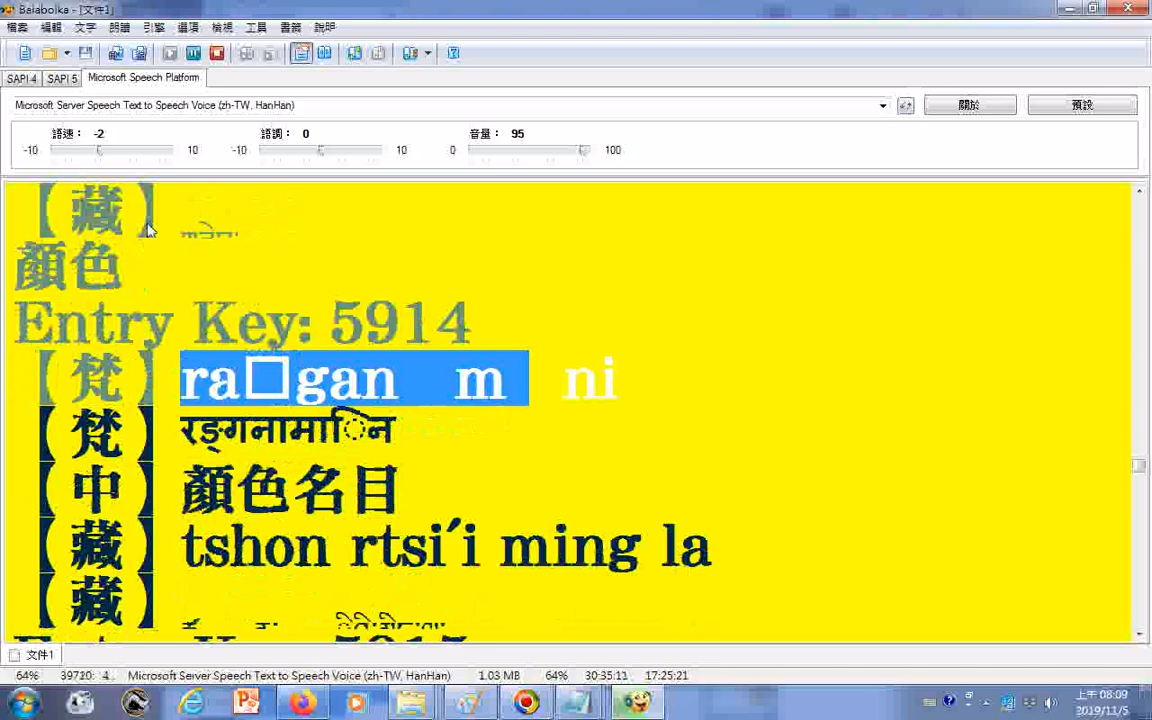 Balabolka - [文件1]
檔案 編輯 文字 朗讀 引擎 選項 檢視 工具 書籤 說明
SAPI 4 SAPI 5 Microsoft Speech Platform
Microsoft Server Speech Text to Speech Voice (zh-TW, HanHan) 關於 預設
語速： -2 語調： 0 音量： 95
-10 10 -10 10 0 100
【藏】
顏色
Entry Key: 5914
【梵】 ra□gan m ni
【梵】 रङ्गनामानि
【中】 顏色名目
【藏】 tshon rtsi'i ming la
【藏】
文件1
64% 39720: 4 Microsoft Server Speech Text to Speech Voice (zh-TW, HanHan) 1.03 MB 64% 30:35:11 17:25:21
上午 08:09
2019/11/5